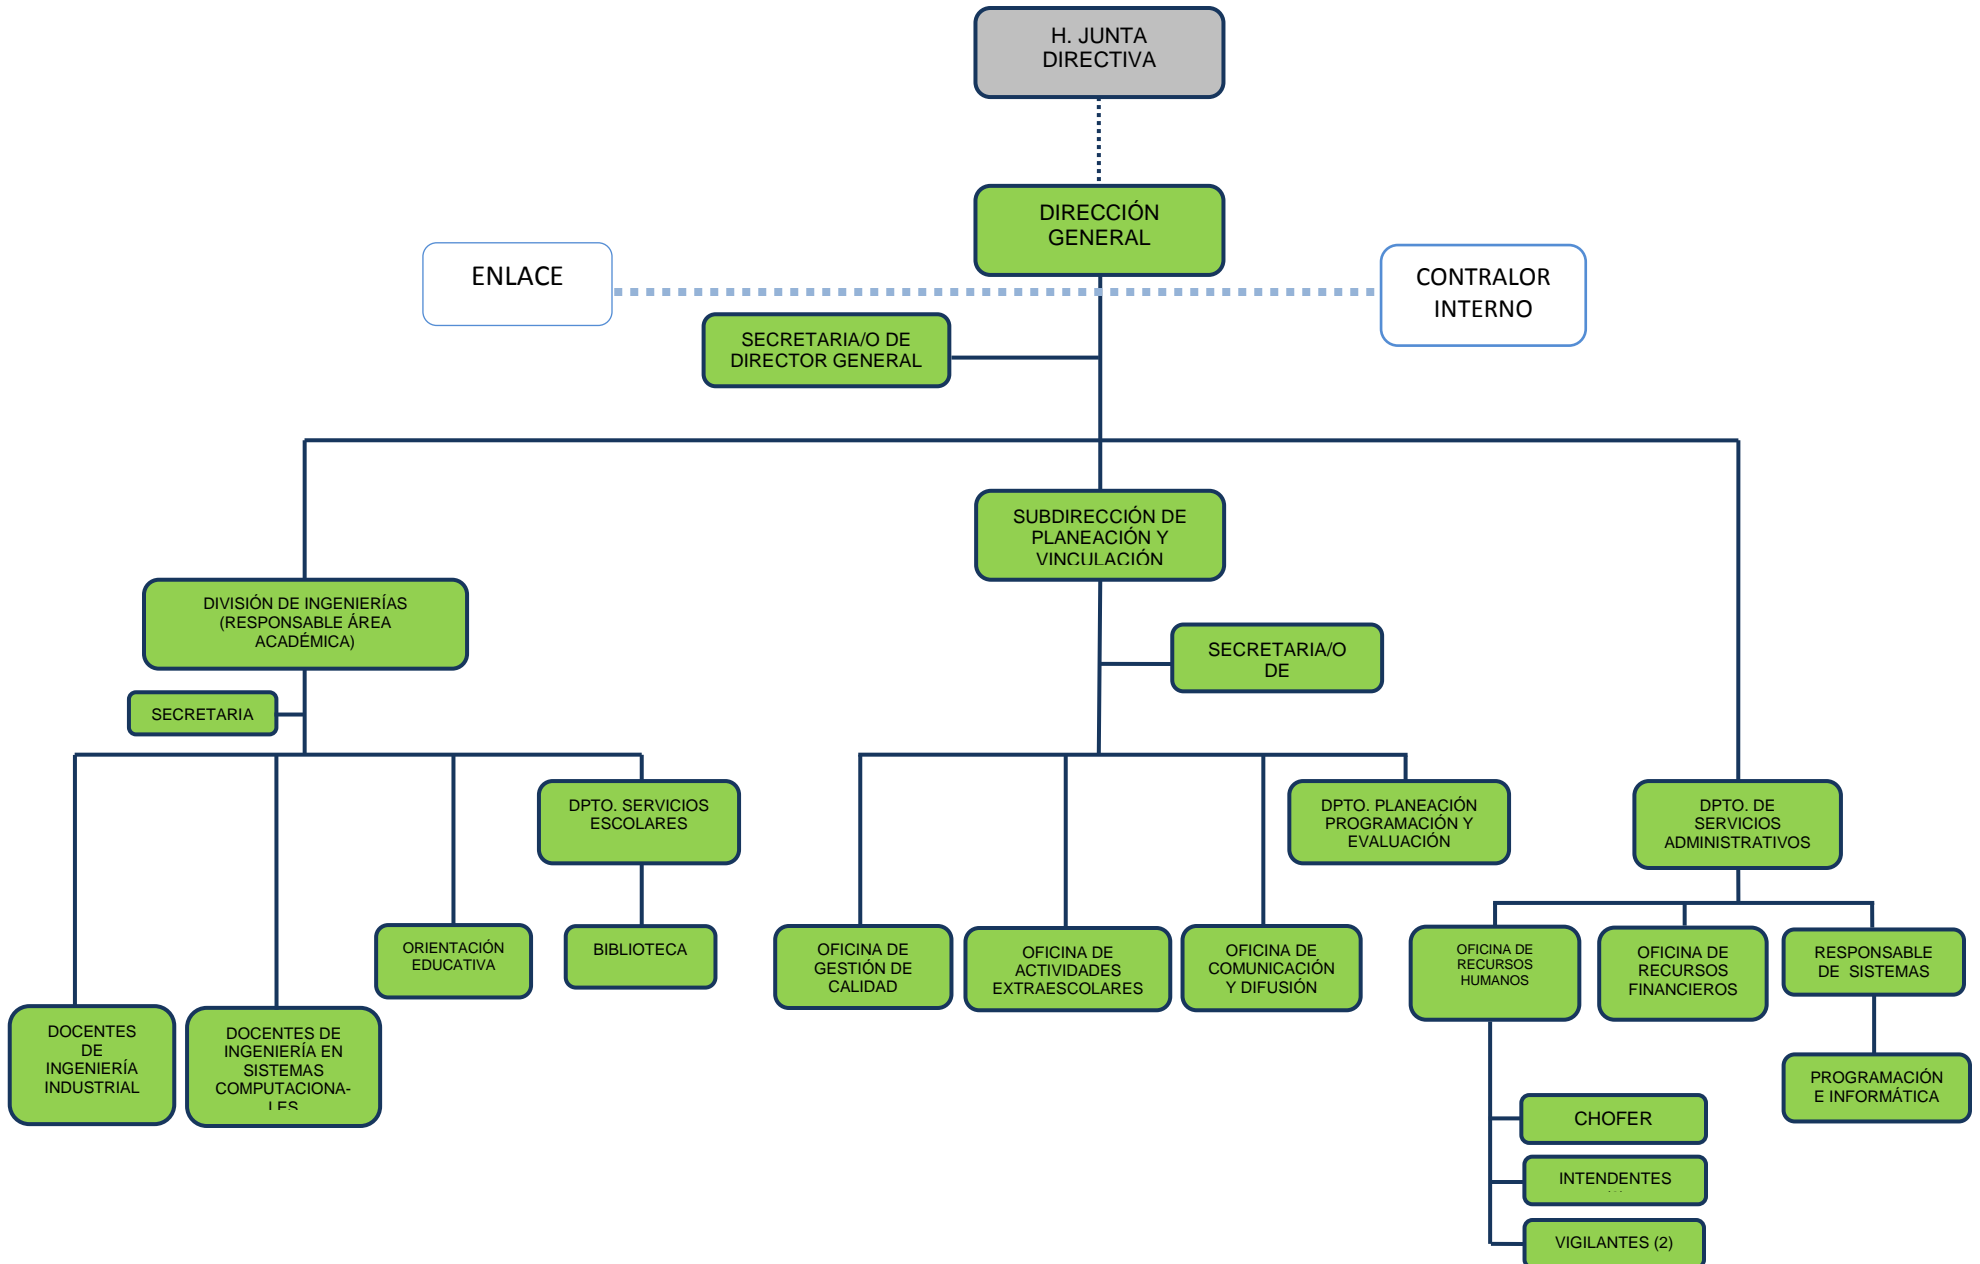 H. JUNTA
DIRECTIVA
DIRECCIÓN
GENERAL
ENLACE
CONTRALOR
INTERNO
SECRETARIA/O DE
DIRECTOR GENERAL
SUBDIRECCIÓN DE
PLANEACIÓN Y
VINCULACIÓN
DIVISIÓN DE INGENIERÍAS
(RESPONSABLE ÁREA
ACADÉMICA)
SECRETARIA/O
DE
SECRETARIA
DPTO. SERVICIOS
ESCOLARES
DPTO. PLANEACIÓN
PROGRAMACIÓN Y
EVALUACIÓN
DPTO. DE
SERVICIOS
ADMINISTRATIVOS
ORIENTACIÓN
EDUCATIVA
BIBLIOTECA
OFICINA DE
GESTIÓN DE
CALIDAD
OFICINA DE
ACTIVIDADES
EXTRAESCOLARES
OFICINA DE
COMUNICACIÓN
Y DIFUSIÓN
OFICINA DE
RECURSOS
HUMANOS
OFICINA DE
RECURSOS
FINANCIEROS
RESPONSABLE
DE  SISTEMAS
DOCENTES
DE
INGENIERÍA
INDUSTRIAL
DOCENTES DE
INGENIERÍA EN
SISTEMAS
COMPUTACIONA-
LES
PROGRAMACIÓN
E INFORMÁTICA
CHOFER
INTENDENTES
VIGILANTES (2)